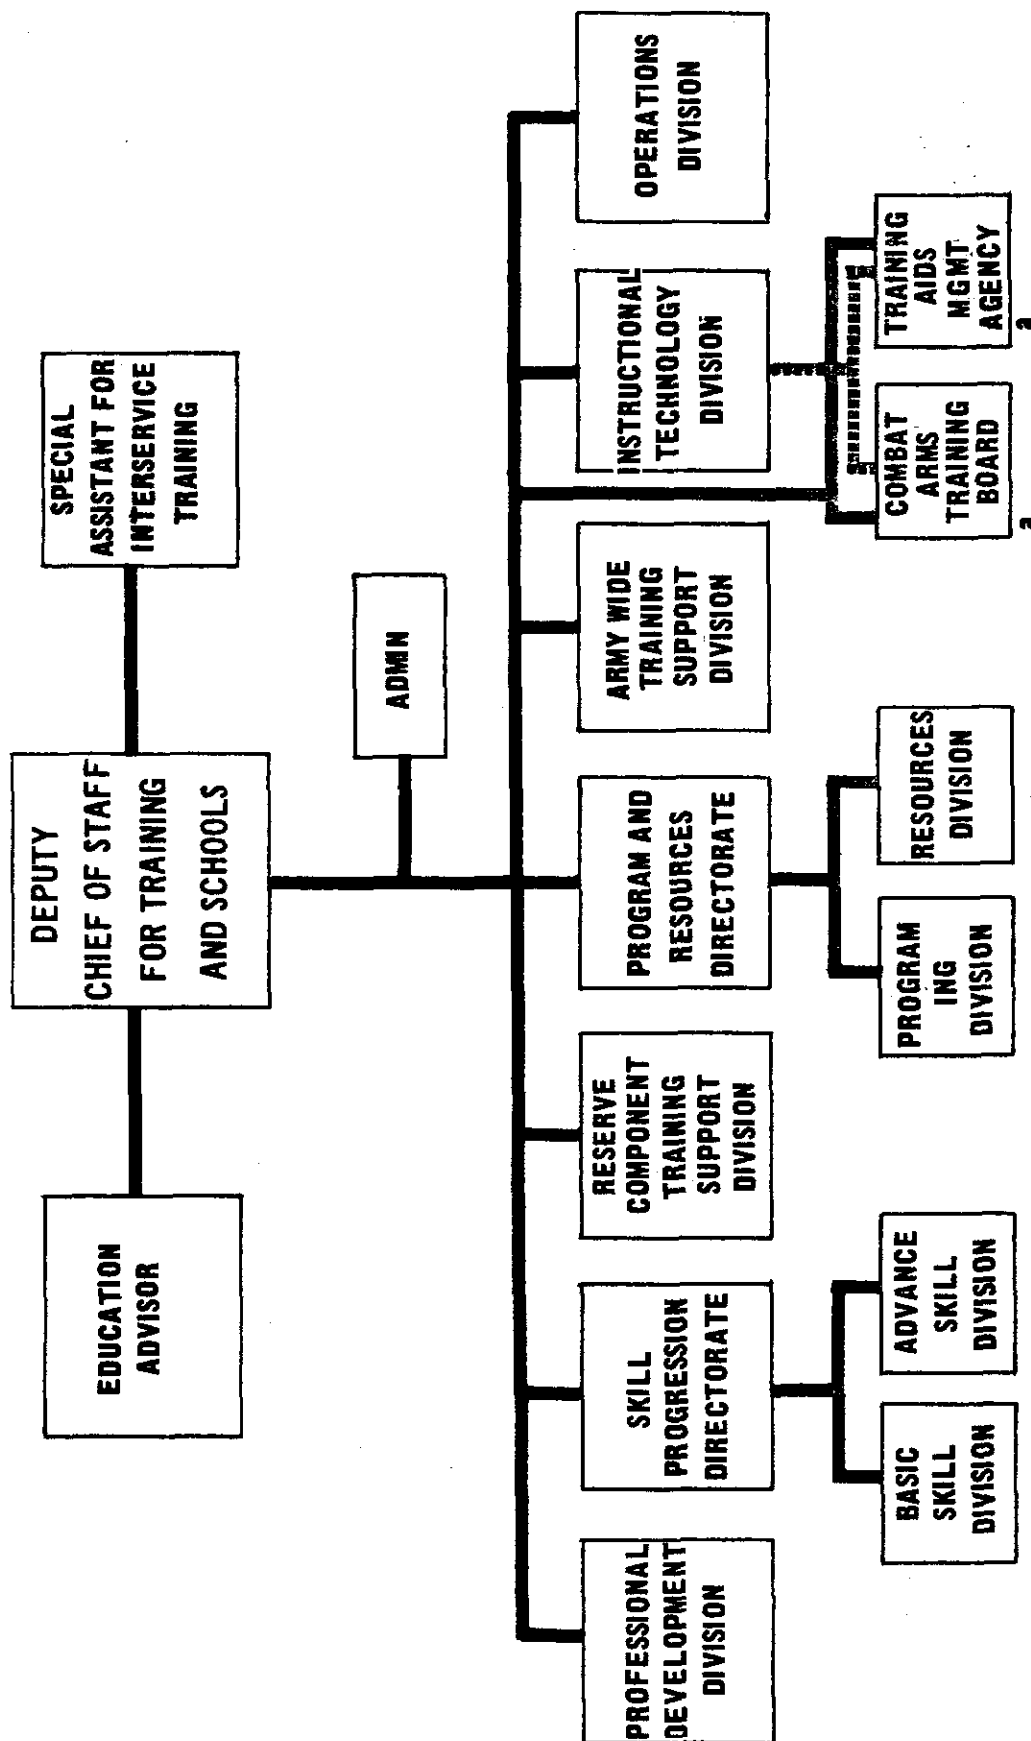 DEPUTY
CHIEF OF STAFF
FOR TRAINING
AND SCHOOLS
EDUCATION
ADVISOR
SPECIAL
ASSISTANT FOR
INTERSERVICE
TRAINING
ADMIN
PROFESSIONAL
DEVELOPMENT
DIVISION
SKILL
PROGRESSION
DIRECTORATE
RESERVE
COMPONENT
TRAINING
SUPPORT
DIVISION
PROGRAM AND
RESOURCES
DIRECTORATE
ARMY WIDE
TRAINING
SUPPORT
DIVISION
INSTRUCTIONAL
TECHNOLOGY
DIVISION
OPERATIONS
DIVISION
BASIC
SKILL
DIVISION
ADVANCE
SKILL
DIVISION
PROGRAM
ING
DIVISION
RESOURCES
DIVISION
COMBAT
ARMS
TRAINING
BOARD
a
TRAINING
AIDS
MGMT
AGENCY
a